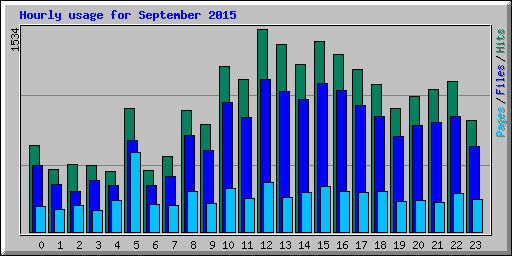 Hourly usage for September 2015
1534
Pages/Files/Hits
0 1 2 3 4 5 6 7 8 9 10 11 12 13 14 15 16 17 18 19 20 21 22 23